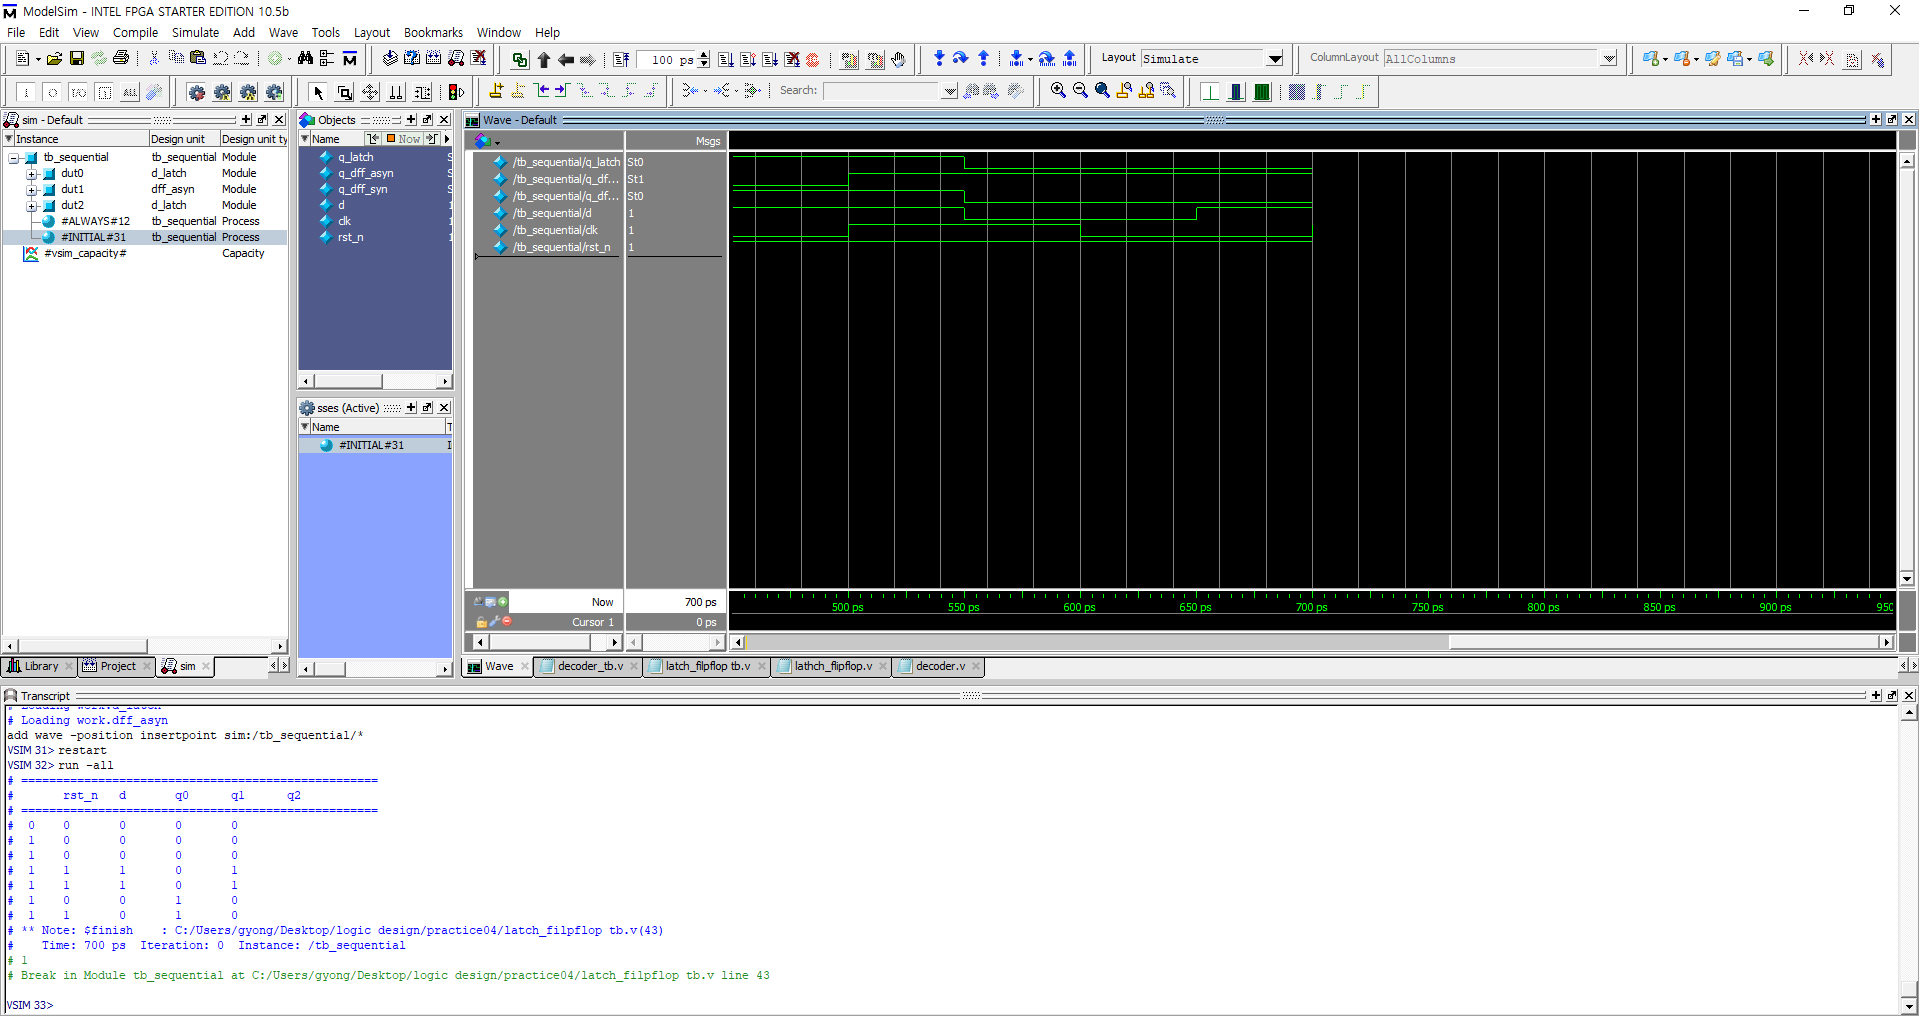 ModelSim - INTEL FPGA STARTER EDITION 10.5b
File Edit View Compile Simulate Add Wave Tools Layout Bookmarks Window Help
100 ps
Layout Simulate
ColumnLayout AllColumns
Search:
sim - Default
Instance Design unit Design unit ty
tb_sequential tb_sequential Module
dut0 d_latch Module
dut1 dff_asyn Module
dut2 d_latch Module
#ALWAYS#12 tb_sequential Process
#INITIAL#31 tb_sequential Process
#vsim_capacity# Capacity
Library Project sim
Objects
Name Now
q_latch S
q_dff_asyn S
q_dff_syn S
d 1
clk 1
rst_n 1
sses (Active)
Name T
#INITIAL#31 I
Wave - Default
Msgs
/tb_sequential/q_latch St0
/tb_sequential/q_df... St1
/tb_sequential/q_df... St0
/tb_sequential/d 1
/tb_sequential/clk 1
/tb_sequential/rst_n 1
Now 700 ps
Cursor 1 0 ps
500 ps 550 ps 600 ps 650 ps 700 ps 750 ps 800 ps 850 ps 900 ps 950
Wave decoder_tb.v latch_filpflop tb.v lathch_flipflop.v decoder.v
Transcript
# Loading work.d_latch
# Loading work.dff_asyn
add wave -position insertpoint sim:/tb_sequential/*
VSIM 31> restart
VSIM 32> run -all
# ===================================================
# rst_n d q0 q1 q2
# ===================================================
# 0 0 0 0 0
# 1 0 0 0 0
# 1 0 0 0 0
# 1 1 1 0 1
# 1 1 1 0 1
# 1 0 0 1 0
# 1 1 0 1 0
# ** Note: $finish : C:/Users/gyong/Desktop/logic design/practice04/latch_filpflop tb.v(43)
# Time: 700 ps Iteration: 0 Instance: /tb_sequential
# 1
# Break in Module tb_sequential at C:/Users/gyong/Desktop/logic design/practice04/latch_filpflop tb.v line 43
VSIM 33>